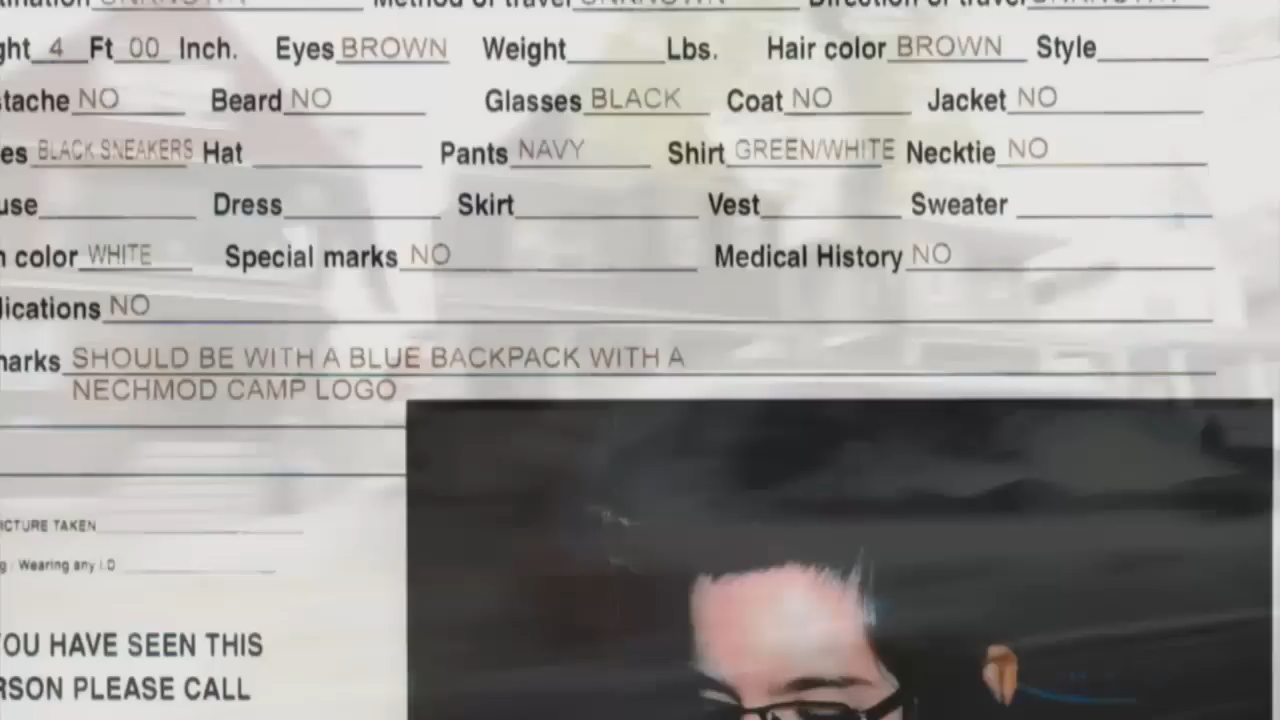 UNKNOWN Method of travel UNKNOWN Direction of travel UNKNOWN
ght 4 Ft 00 Inch. Eyes BROWN Weight Lbs. Hair color BROWN Style
stache NO Beard NO Glasses BLACK Coat NO Jacket NO
es BLACK SNEAKERS Hat Pants NAVY Shirt GREEN/WHITE Necktie NO
use Dress Skirt Vest Sweater
n color WHITE Special marks NO Medical History NO
lications NO
marks SHOULD BE WITH A BLUE BACKPACK WITH A
NECHMOD CAMP LOGO
ICTURE TAKEN
g Wearing any I.D
OU HAVE SEEN THIS
RSON PLEASE CALL